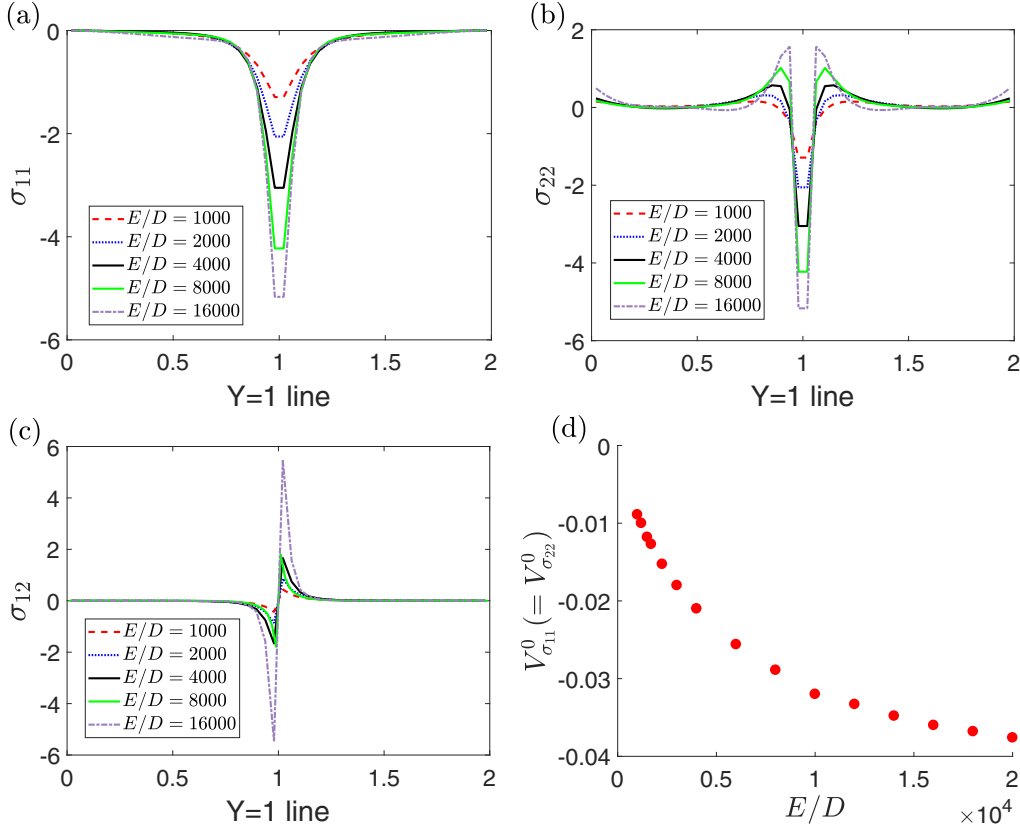 (a)
0
-2
-4
-6
σ₁₁
E/D = 1000
E/D = 2000
E/D = 4000
E/D = 8000
E/D = 16000
0 0.5 1 1.5 2
Y=1 line
(b)
2
0
-2
-4
-6
σ₂₂
E/D = 1000
E/D = 2000
E/D = 4000
E/D = 8000
E/D = 16000
0 0.5 1 1.5 2
Y=1 line
(c)
6
4
2
0
-2
-4
-6
σ₁₂
E/D = 1000
E/D = 2000
E/D = 4000
E/D = 8000
E/D = 16000
0 0.5 1 1.5 2
Y=1 line
(d)
0
-0.01
-0.02
-0.03
-0.04
V⁰σ₁₁(= V⁰σ₂₂)
0 0.5 1 1.5 2
E/D
×10⁴